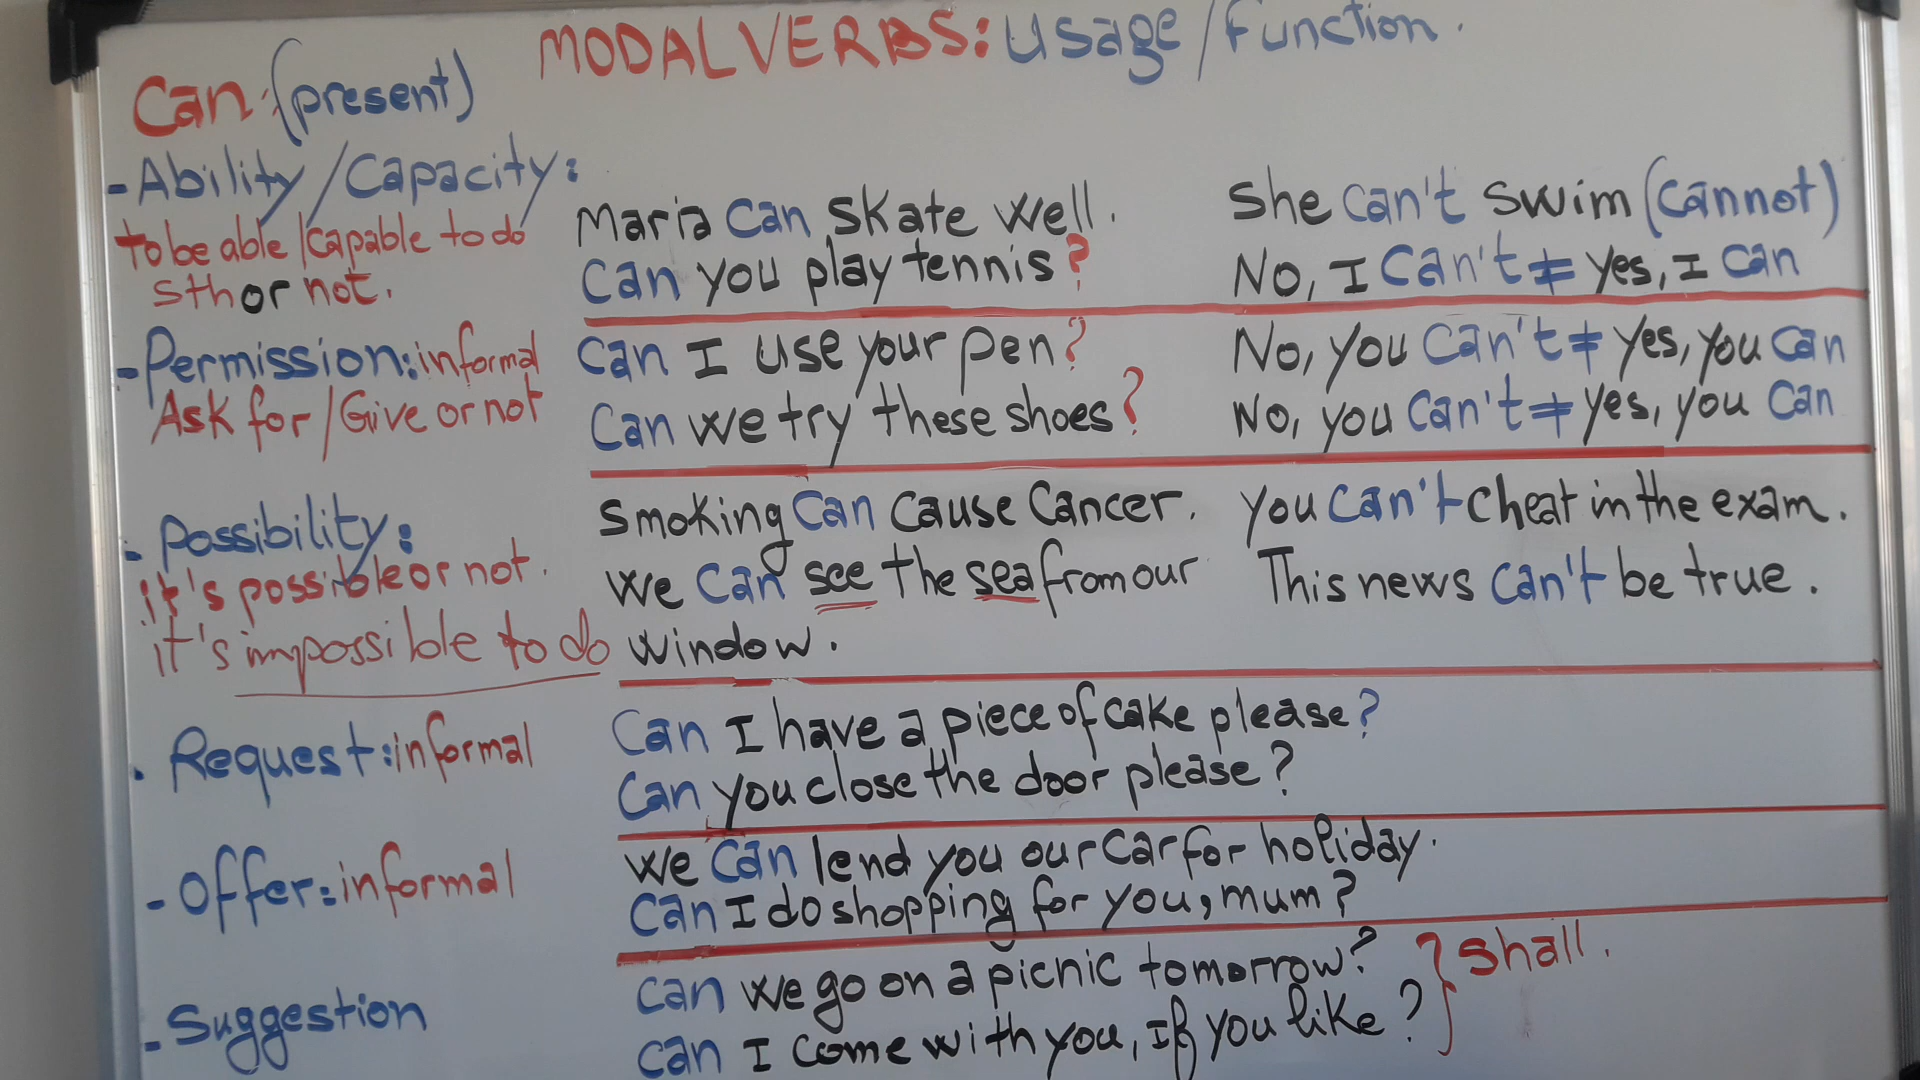 MODAL VERBS: Usage / Function.
Can: (present)
- Ability / Capacity:
to be able / capable to do
sth or not.
Maria can skate well.
She can't swim (cannot)
Can you play tennis?
No, I can't ≠ yes, I can
- Permission: informal
Ask for / Give or not
Can I use your pen?
No, you can't ≠ yes, you can
Can we try these shoes?
No, you can't ≠ yes, you can
- Possibility:
it's possible or not.
it's impossible to do
Smoking can cause cancer.
you can't cheat in the exam.
We can see the sea from our
window.
This news can't be true.
. Request: informal
Can I have a piece of cake please?
Can you close the door please?
- Offer: informal
We can lend you our car for holiday.
Can I do shopping for you, mum?
- Suggestion
Can we go on a picnic tomorrow?
Can I come with you, If you like?
} Shall.